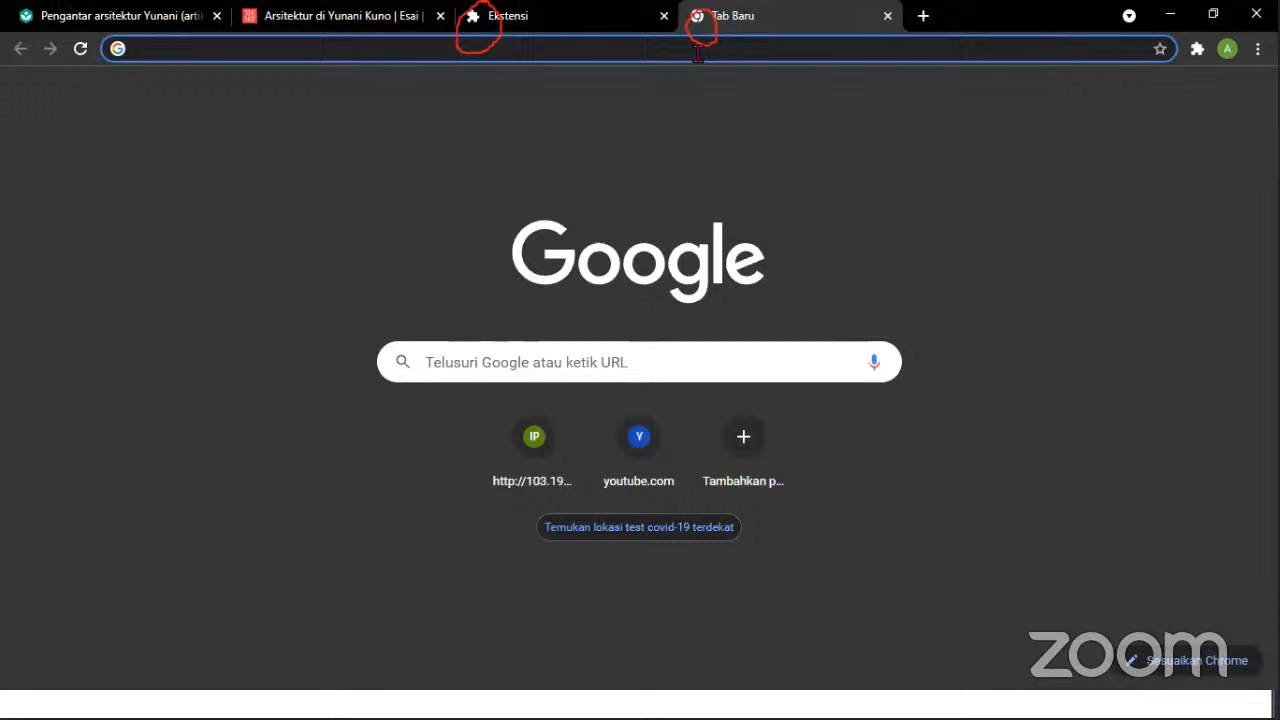 Pengantar arsitektur Yunani (arti
Arsitektur di Yunani Kuno | Esai |
Ekstensi
Tab Baru
A
Google
Telusuri Google atau ketik URL
IP
Y
http://103.19...
youtube.com
Tambahkan p...
Temukan lokasi test covid-19 terdekat
zoom
Sesuaikan Chrome